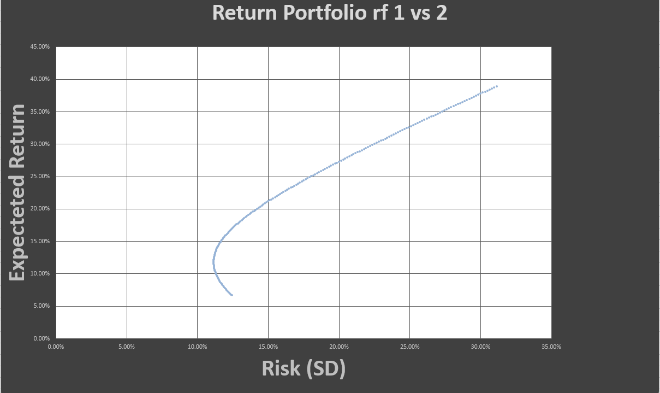 Return Portfolio rf 1 vs 2
45.00%
40.00%
35.00%
30.00%
25.00%
20.00%
15.00%
10.00%
5.00%
0.00%
Expecteted Return
0.00% 5.00% 10.00% 15.00% 20.00% 25.00% 30.00% 35.00%
Risk (SD)